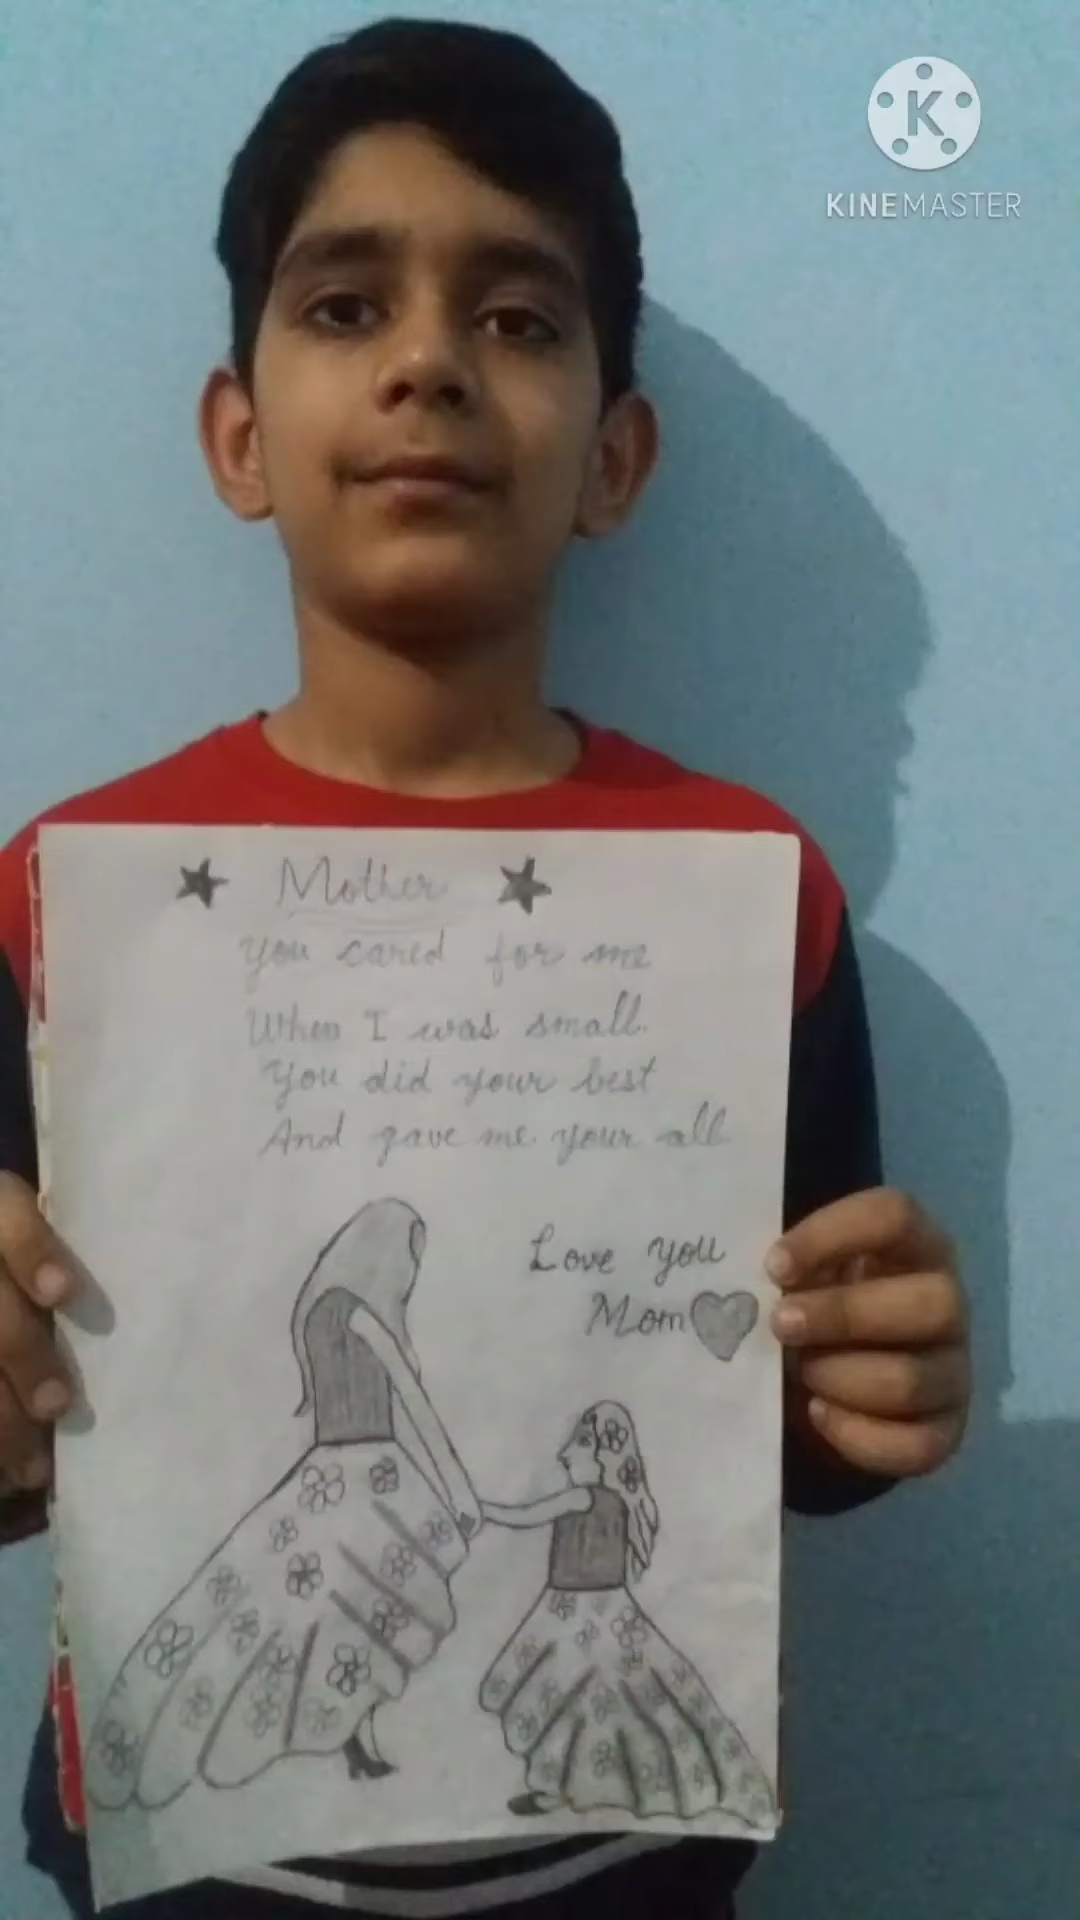 KINEMASTER
Mother
You cared for me
When I was small.
You did your best
And gave me your all
Love you
Mom